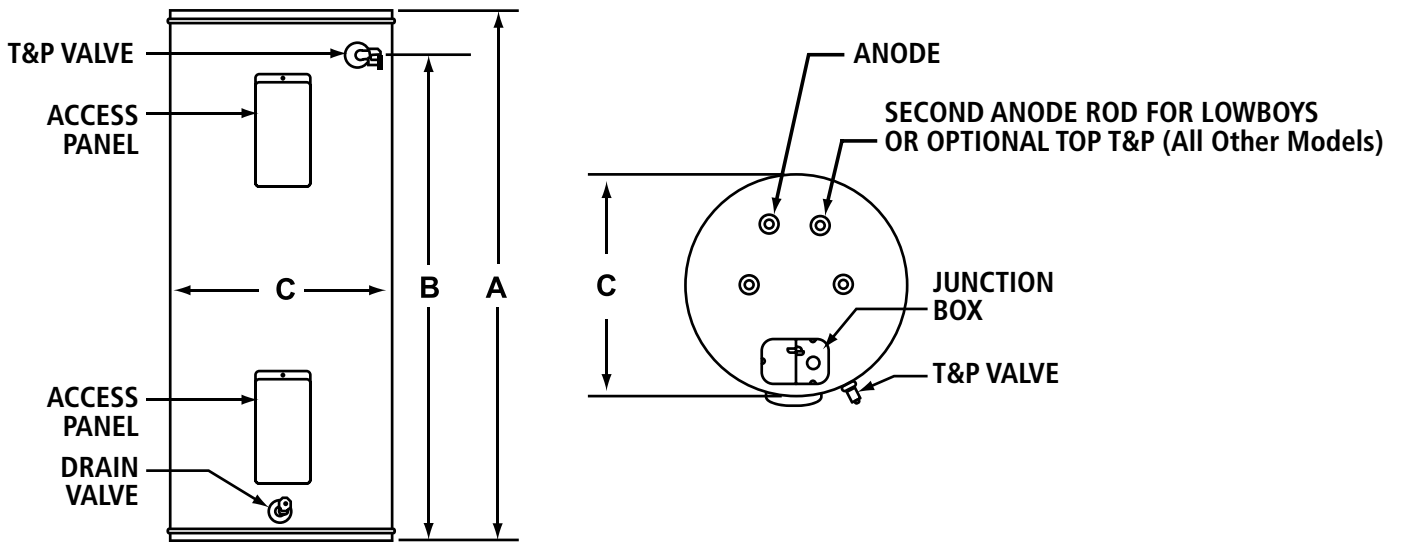 T&P VALVE
ACCESS
PANEL
C
B
A
ACCESS
PANEL
DRAIN
VALVE
ANODE
SECOND ANODE ROD FOR LOWBOYS
OR OPTIONAL TOP T&P (All Other Models)
C
JUNCTION
BOX
T&P VALVE